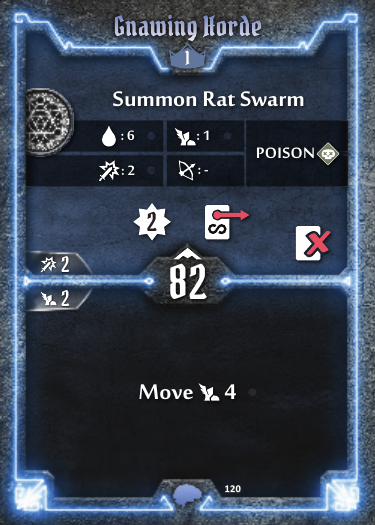 Gnawing Horde
1
Summon Rat Swarm
: 6
: 1
POISON
: 2
: -
2
2
82
2
Move 4
120